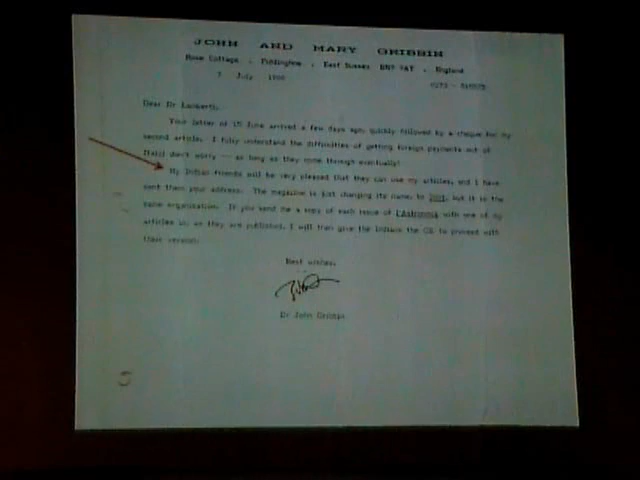 JOHN AND MARY GRIBBIN
Rose Cottage , Piddinghoe , East Sussex BN9 9AT , England
7 July
Your letter of 15 June arrived a few days ago, quickly followed by a cheque for my
second article. I fully understand the difficulties of getting foreign payments out of
don't worry -- as long as they come through eventually!
My Indian friends will be very pleased that they can use my articles, and I have
sent them your address. The magazine is just changing its name, to 2001, but it is the
same organisation. If you send me a copy of each issue of L'Astronomia with one of my
articles in, as they are published, I will then give the Indians the OK to proceed with
their version.
Best wishes,
Dr John Gribbin